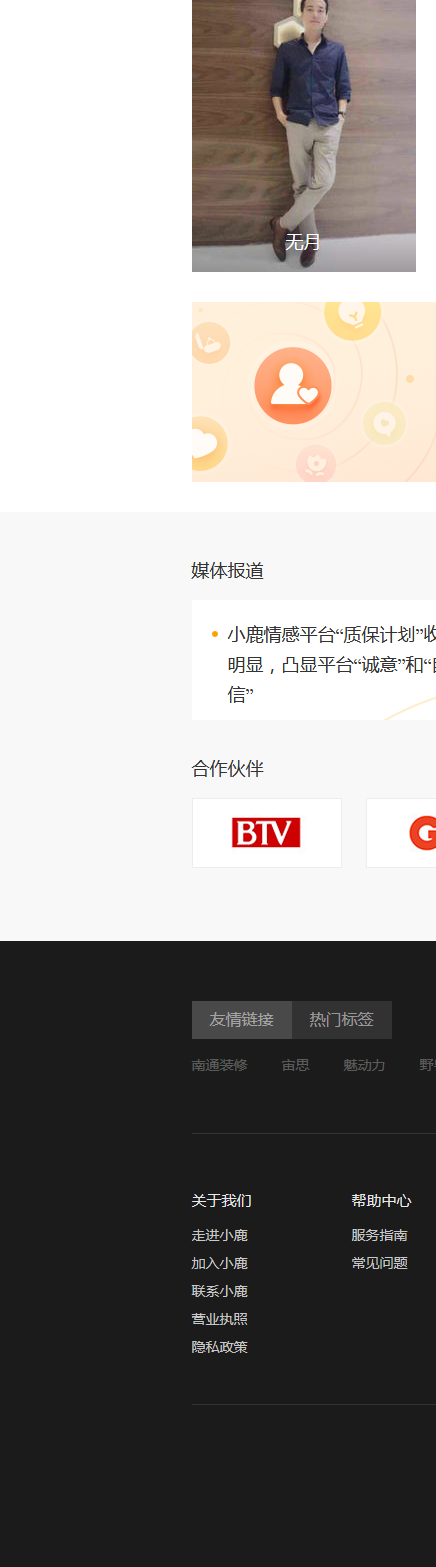 无月
媒体报道
小鹿情感平台“质保计划”收
明显，凸显平台“诚意”和“自
信”
合作伙伴
BTV
G
友情链接 热门标签
南通装修 宙思 魅动力 野
关于我们 帮助中心
走进小鹿 服务指南
加入小鹿 常见问题
联系小鹿
营业执照
隐私政策